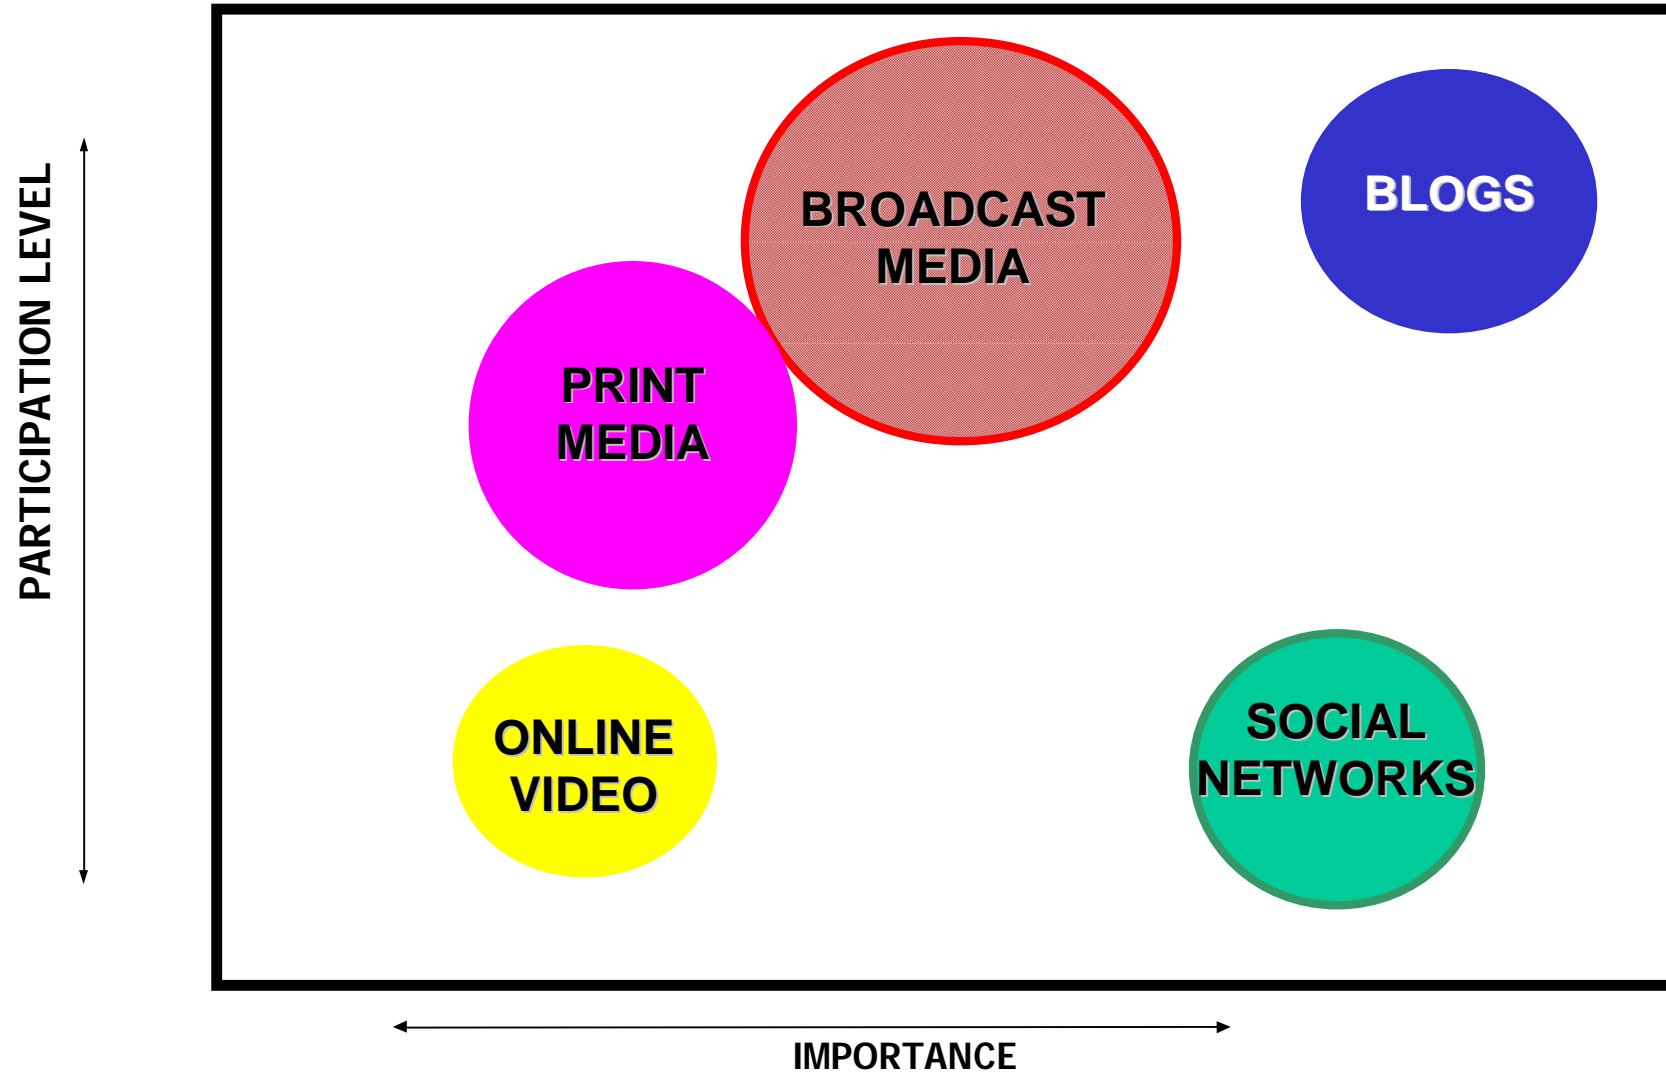 PARTICIPATION LEVEL
BROADCAST
MEDIA
BLOGS
PRINT
MEDIA
ONLINE
VIDEO
SOCIAL
NETWORKS
IMPORTANCE